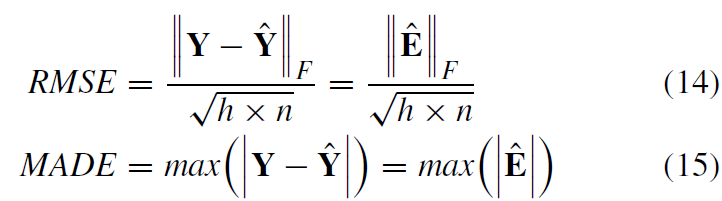 RMSE = ‖Y − Ŷ‖_F / √(h × n) = ‖Ê‖_F / √(h × n) (14)
MADE = max(|Y − Ŷ|) = max(|Ê|) (15)